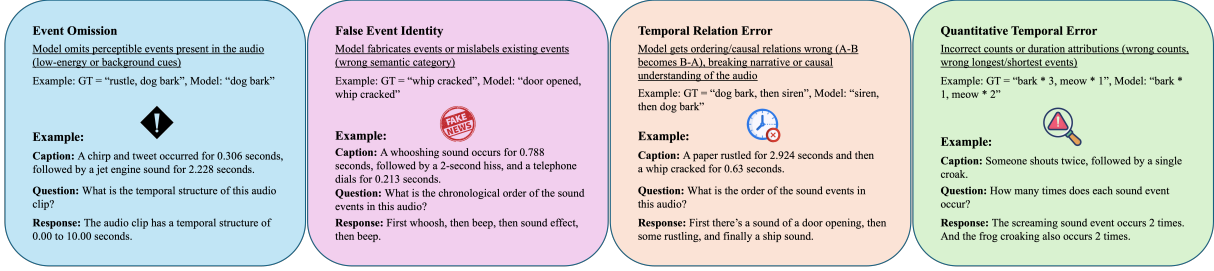 Event Omission
Model omits perceptible events present in the audio
(low-energy or background cues)
Example: GT = “rustle, dog bark”, Model: “dog bark”
Example:
Caption: A chirp and tweet occurred for 0.306 seconds,
followed by a jet engine sound for 2.228 seconds.
Question: What is the temporal structure of this audio
clip?
Response: The audio clip has a temporal structure of
0.00 to 10.00 seconds.
False Event Identity
Model fabricates events or mislabels existing events
(wrong semantic category)
Example: GT = “whip cracked”, Model: “door opened,
whip cracked”
FAKE
NEWS
Example:
Caption: A whooshing sound occurs for 0.788
seconds, followed by a 2-second hiss, and a telephone
dials for 0.213 seconds.
Question: What is the chronological order of the sound
events in this audio?
Response: First whoosh, then beep, then sound effect,
then beep.
Temporal Relation Error
Model gets ordering/causal relations wrong (A-B
becomes B-A), breaking narrative or causal
understanding of the audio
Example: GT = “dog bark, then siren”, Model: “siren,
then dog bark”
Example:
Caption: A paper rustled for 2.924 seconds and then
a whip cracked for 0.63 seconds.
Question: What is the order of the sound events in
this audio?
Response: First there’s a sound of a door opening, then
some rustling, and finally a ship sound.
Quantitative Temporal Error
Incorrect counts or duration attributions (wrong counts,
wrong longest/shortest events)
Example: GT = “bark * 3, meow * 1”, Model: “bark *
1, meow * 2”
Example:
Caption: Someone shouts twice, followed by a single
croak.
Question: How many times does each sound event
occur?
Response: The screaming sound event occurs 2 times.
And the frog croaking also occurs 2 times.